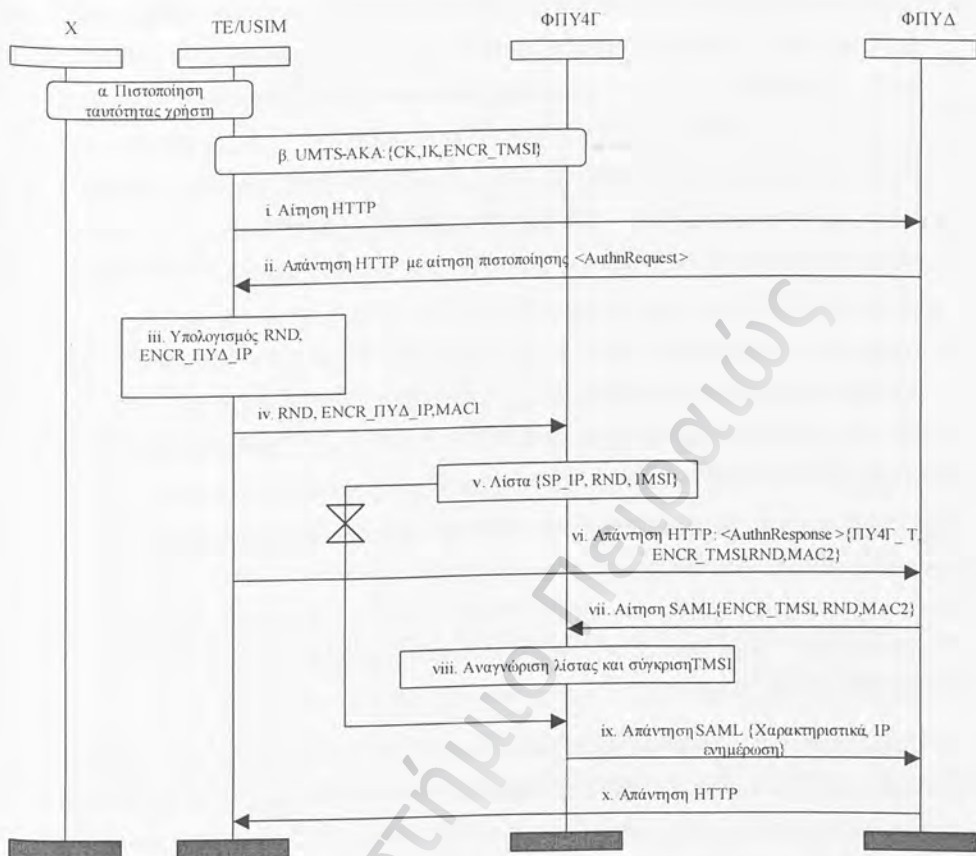 Χ
TE/USIM
ΦΠΥ4Γ
ΦΠΥΔ
α. Πιστοποίηση
ταυτότητας χρήστη
β. UMTS-AKA:{CK,IK,ENCR_TMSI}
i. Αίτηση HTTP
ii. Απάντηση HTTP με αίτηση πιστοποίησης <AuthnRequest>
iii. Υπολογισμός RND,
ENCR_ΠΥΔ_IP
iv. RND, ENCR_ΠΥΔ_IP,MAC1
v. Λίστα {SP_IP, RND, IMSI}
vi. Απάντηση HTTP: <AuthnResponse>{ΠΥ4Γ_ T,
ENCR_TMSI,RND,MAC2}
vii. Αίτηση SAML{ENCR_TMSI, RND,MAC2}
viii. Αναγνώριση λίστας και σύγκρισηTMSI
ix. Απάντηση SAML {Χαρακτηριστικά, IP
ενημέρωση}
x. Απάντηση HTTP
στήμιο Πειραιώς